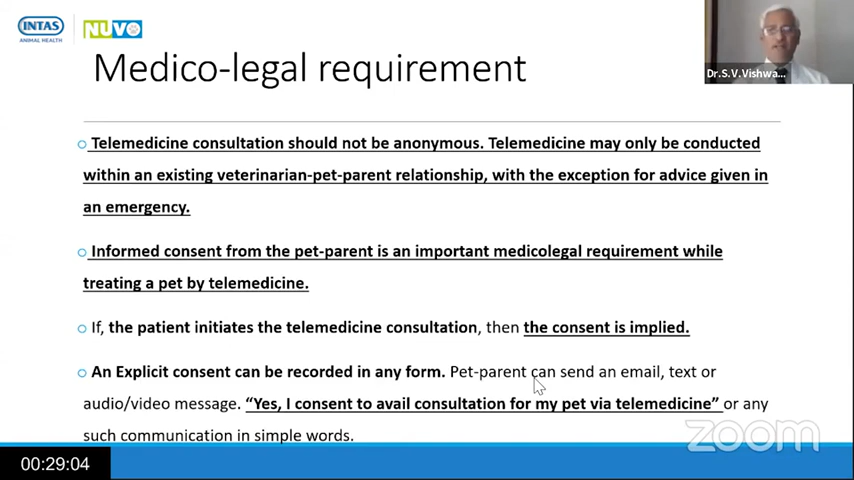 INTAS
ANIMAL HEALTH
NUVO
Medico-legal requirement
Dr.S.V.Vishwa...
Telemedicine consultation should not be anonymous. Telemedicine may only be conducted
within an existing veterinarian-pet-parent relationship, with the exception for advice given in
an emergency.
Informed consent from the pet-parent is an important medicolegal requirement while
treating a pet by telemedicine.
If, the patient initiates the telemedicine consultation, then the consent is implied.
An Explicit consent can be recorded in any form. Pet-parent can send an email, text or
audio/video message. “Yes, I consent to avail consultation for my pet via telemedicine” or any
such communication in simple words.
zoom
00:29:04